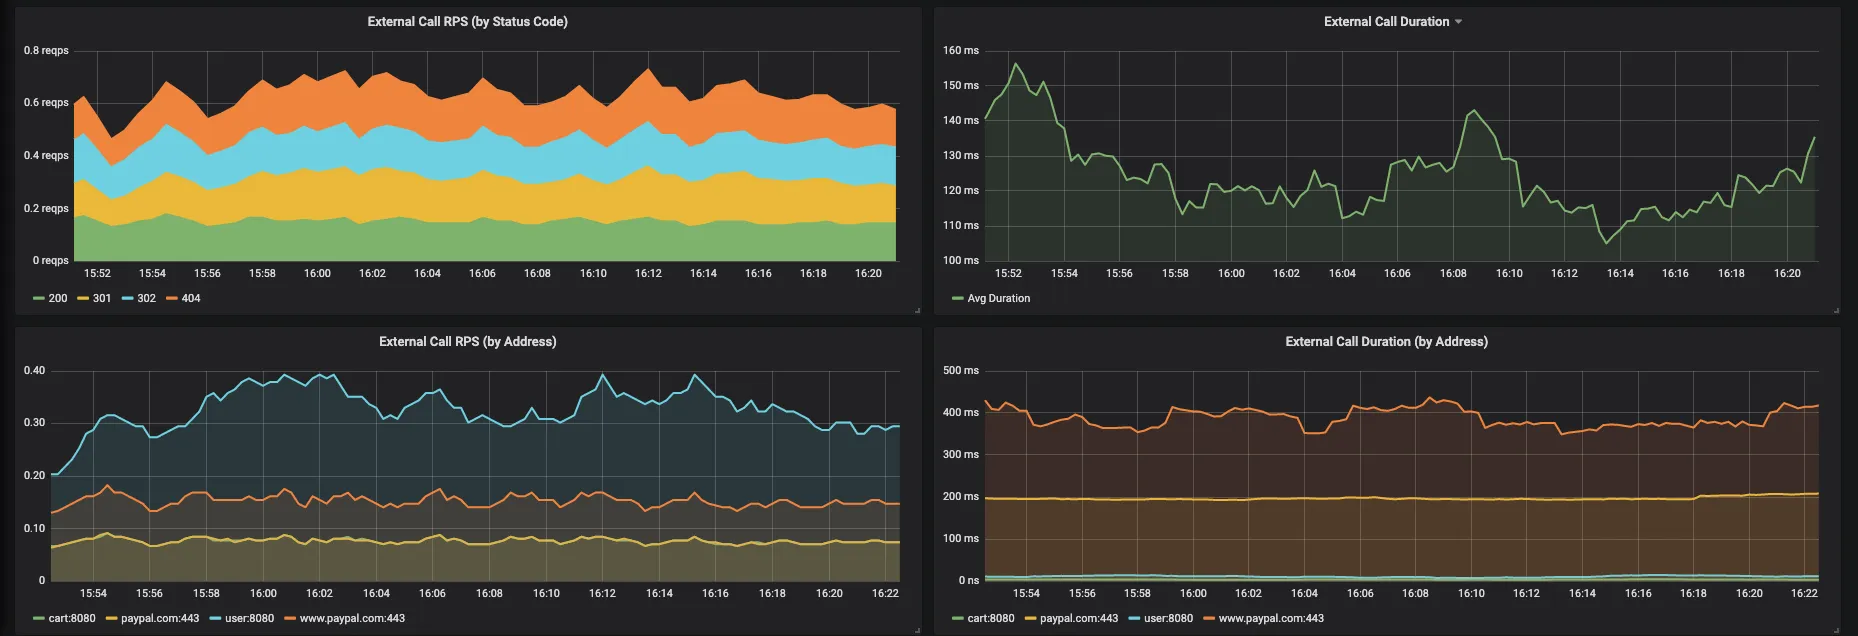 External Call RPS (by Status Code)
0.8 reqps
0.6 reqps
0.4 reqps
0.2 reqps
0 reqps
15:52 15:54 15:56 15:58 16:00 16:02 16:04 16:06 16:08 16:10 16:12 16:14 16:16 16:18 16:20
200 301 302 404
External Call Duration
160 ms
150 ms
140 ms
130 ms
120 ms
110 ms
100 ms
15:52 15:54 15:56 15:58 16:00 16:02 16:04 16:06 16:08 16:10 16:12 16:14 16:16 16:18 16:20
Avg Duration
External Call RPS (by Address)
0.40
0.30
0.20
0.10
0
15:54 15:56 15:58 16:00 16:02 16:04 16:06 16:08 16:10 16:12 16:14 16:16 16:18 16:20 16:22
cart:8080 paypal.com:443 user:8080 www.paypal.com:443
External Call Duration (by Address)
500 ms
400 ms
300 ms
200 ms
100 ms
0 ns
15:54 15:56 15:58 16:00 16:02 16:04 16:06 16:08 16:10 16:12 16:14 16:16 16:18 16:20 16:22
cart:8080 paypal.com:443 user:8080 www.paypal.com:443